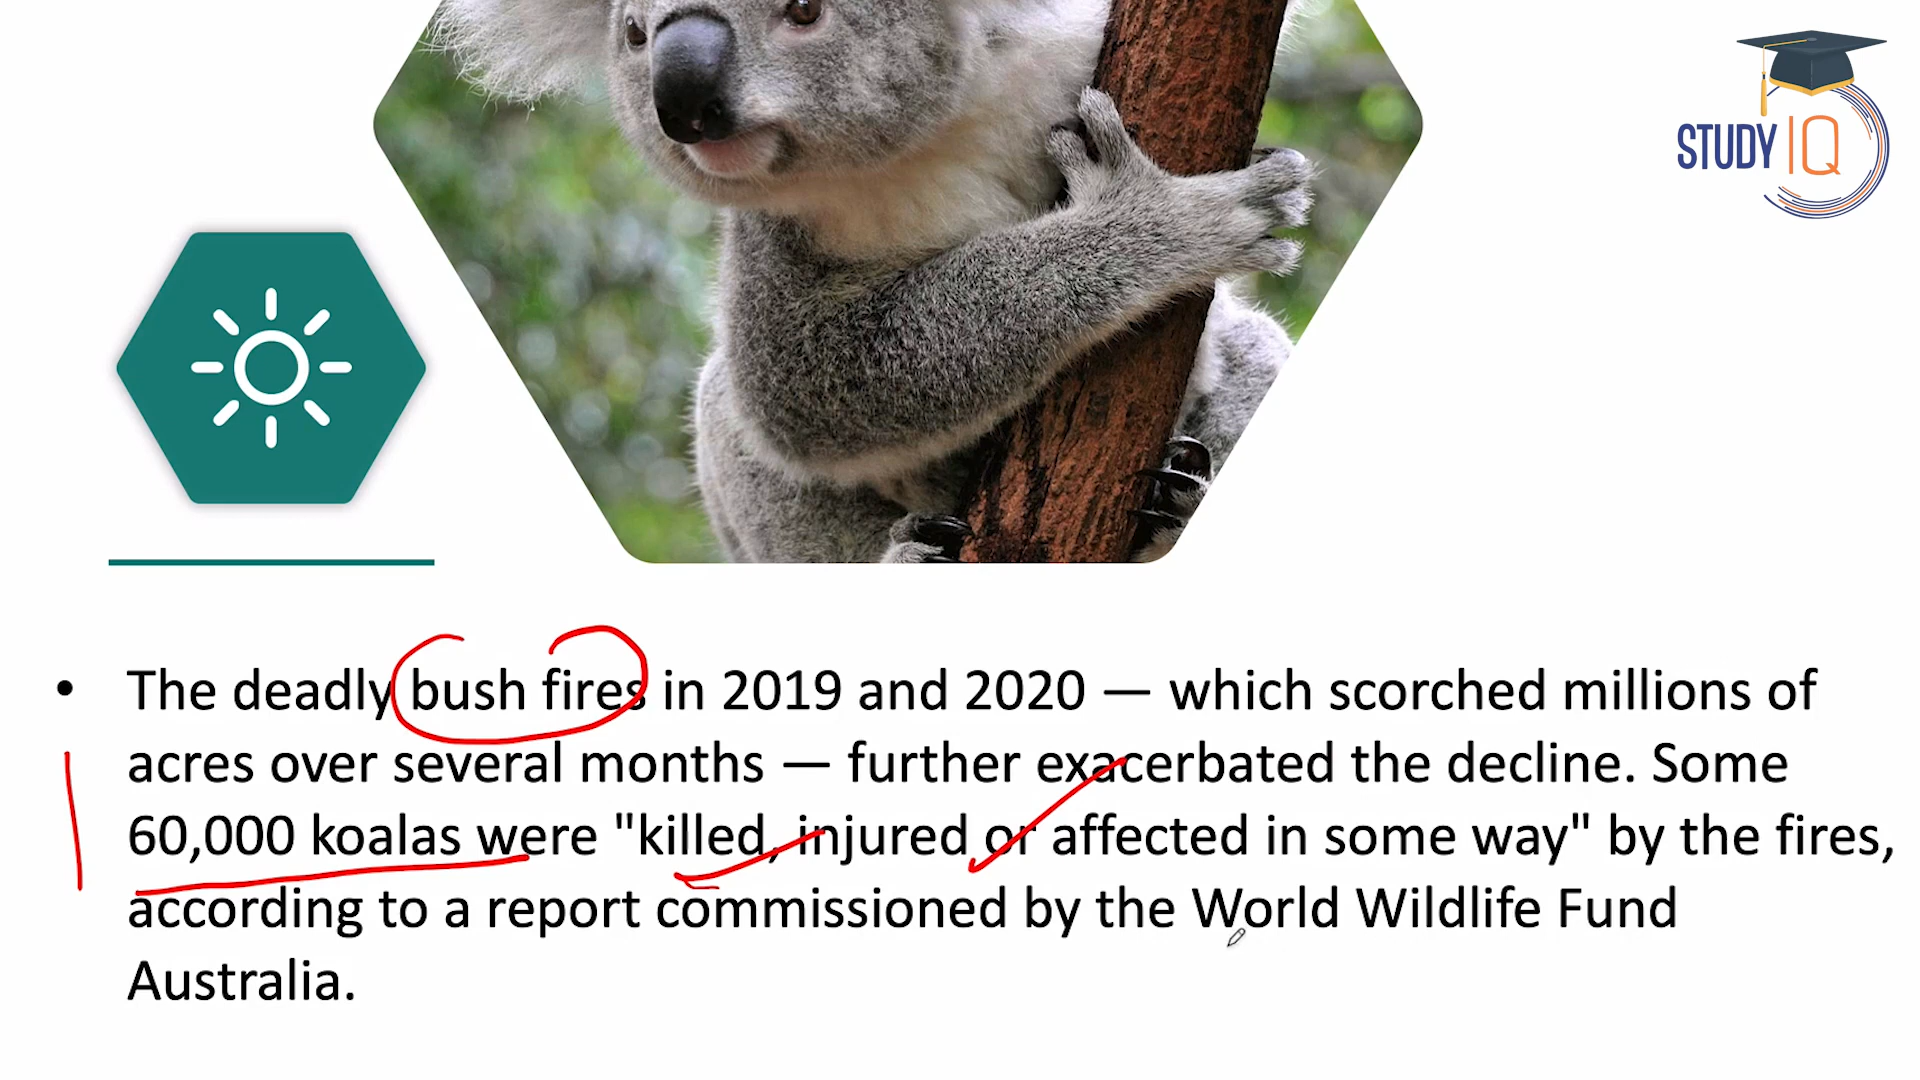 STUDY IQ
• The deadly bush fires in 2019 and 2020 — which scorched millions of
acres over several months — further exacerbated the decline. Some
60,000 koalas were "killed, injured or affected in some way" by the fires,
according to a report commissioned by the World Wildlife Fund
Australia.